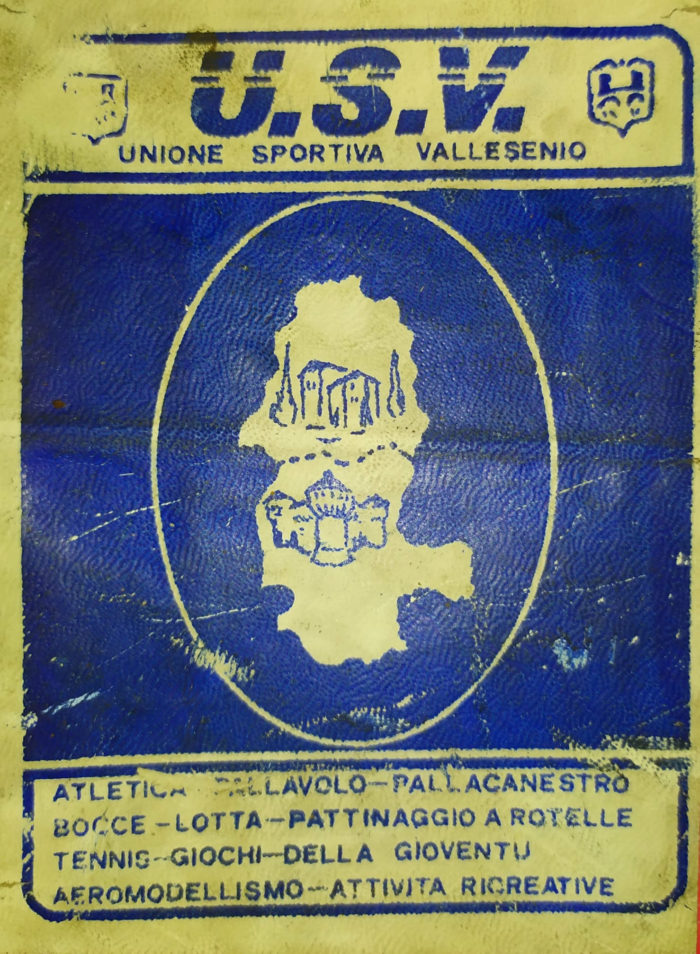 U.S.V.
UNIONE SPORTIVA VALLESENIO
ATLETICA PALLAVOLO-PALLACANESTRO
BOCCE-LOTTA-PATTINAGGIO A ROTELLE
TENNIS-GIOCHI-DELLA GIOVENTU
AEROMODELLISMO-ATTIVITA RICREATIVE